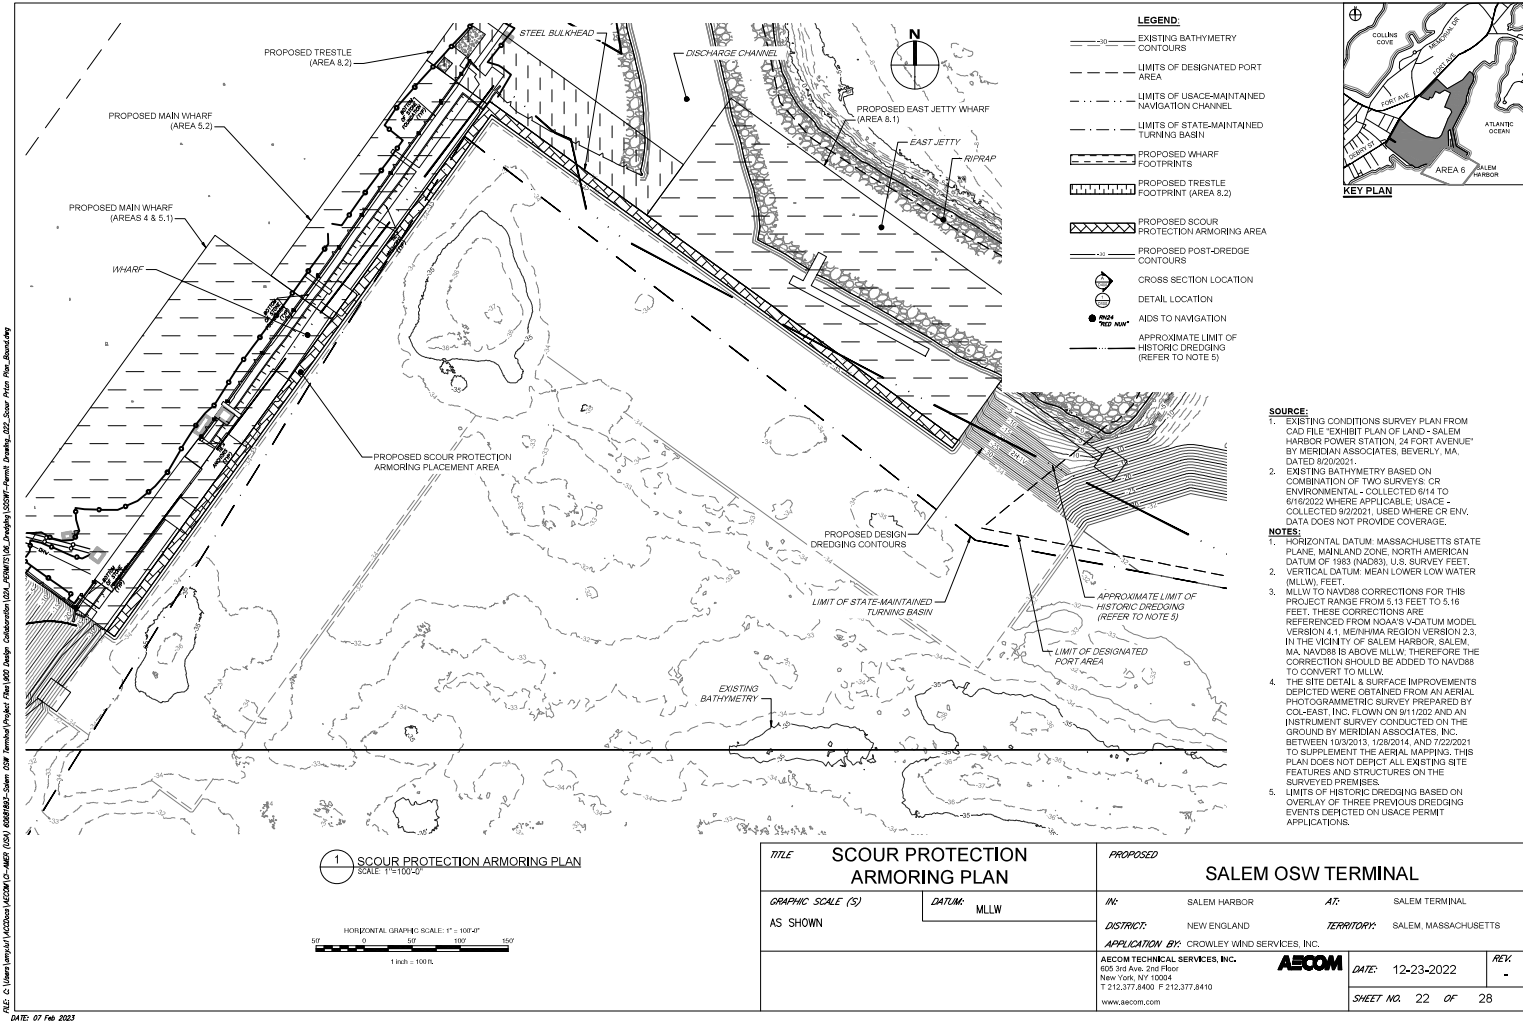 PROPOSED TRESTLE
(AREA 8.2)
STEEL BULKHEAD
DISCHARGE CHANNEL
N
PROPOSED MAIN WHARF
(AREA 5.2)
PROPOSED EAST JETTY WHARF
(AREA 8.1)
EAST JETTY
RIPRAP
PROPOSED MAIN WHARF
(AREAS 4 & 5.1)
WHARF
PROPOSED SCOUR PROTECTION
ARMORING PLACEMENT AREA
PROPOSED DESIGN
DREDGING CONTOURS
LIMIT OF STATE-MAINTAINED
TURNING BASIN
APPROXIMATE LIMIT OF
HISTORIC DREDGING
(REFER TO NOTE 5)
LIMIT OF DESIGNATED
PORT AREA
EXISTING
BATHYMETRY
LEGEND:
EXISTING BATHYMETRY
CONTOURS
LIMITS OF DESIGNATED PORT
AREA
LIMITS OF USACE-MAINTAINED
NAVIGATION CHANNEL
LIMITS OF STATE-MAINTAINED
TURNING BASIN
PROPOSED WHARF
FOOTPRINTS
PROPOSED TRESTLE
FOOTPRINT (AREA 8.2)
PROPOSED SCOUR
PROTECTION ARMORING AREA
PROPOSED POST-DREDGE
CONTOURS
CROSS SECTION LOCATION
DETAIL LOCATION
RN24
"RED NUN"
AIDS TO NAVIGATION
APPROXIMATE LIMIT OF
HISTORIC DREDGING
(REFER TO NOTE 5)
COLLINS
COVE
MEMORIAL DR
FORT AVE
FORT AVE
DERBY ST
ATLANTIC
OCEAN
AREA 6
SALEM
HARBOR
KEY PLAN
SOURCE:
1. EXISTING CONDITIONS SURVEY PLAN FROM
CAD FILE "EXHIBIT PLAN OF LAND - SALEM
HARBOR POWER STATION, 24 FORT AVENUE"
BY MERIDIAN ASSOCIATES, BEVERLY, MA,
DATED 8/20/2021.
2. EXISTING BATHYMETRY BASED ON
COMBINATION OF TWO SURVEYS: CR
ENVIRONMENTAL - COLLECTED 6/14 TO
6/16/2022 WHERE APPLICABLE; USACE -
COLLECTED 9/2/2021, USED WHERE CR ENV.
DATA DOES NOT PROVIDE COVERAGE.
NOTES:
1. HORIZONTAL DATUM: MASSACHUSETTS STATE
PLANE, MAINLAND ZONE, NORTH AMERICAN
DATUM OF 1983 (NAD83), U.S. SURVEY FEET.
2. VERTICAL DATUM: MEAN LOWER LOW WATER
(MLLW), FEET.
3. MLLW TO NAVD88 CORRECTIONS FOR THIS
PROJECT RANGE FROM 5.13 FEET TO 5.16
FEET. THESE CORRECTIONS ARE
REFERENCED FROM NOAA'S V-DATUM MODEL
VERSION 4.1, ME/NH/MA REGION VERSION 2.3,
IN THE VICINITY OF SALEM HARBOR, SALEM,
MA. NAVD88 IS ABOVE MLLW; THEREFORE THE
CORRECTION SHOULD BE ADDED TO NAVD88
TO CONVERT TO MLLW.
4. THE SITE DETAIL & SURFACE IMPROVEMENTS
DEPICTED WERE OBTAINED FROM AN AERIAL
PHOTOGRAMMETRIC SURVEY PREPARED BY
COL-EAST, INC. FLOWN ON 9/11/202 AND AN
INSTRUMENT SURVEY CONDUCTED ON THE
GROUND BY MERIDIAN ASSOCIATES, INC.
BETWEEN 10/3/2013, 1/28/2014, AND 7/22/2021
TO SUPPLEMENT THE AERIAL MAPPING. THIS
PLAN DOES NOT DEPICT ALL EXISTING SITE
FEATURES AND STRUCTURES ON THE
SURVEYED PREMISES.
5. LIMITS OF HISTORIC DREDGING BASED ON
OVERLAY OF THREE PREVIOUS DREDGING
EVENTS DEPICTED ON USACE PERMIT
APPLICATIONS.
1 SCOUR PROTECTION ARMORING PLAN
SCALE: 1"=100'-0"
HORIZONTAL GRAPHIC SCALE: 1" = 100'-0"
50' 0 50' 100' 150'
1 inch = 100 ft.
TITLE SCOUR PROTECTION
ARMORING PLAN
GRAPHIC SCALE (S)
AS SHOWN
DATUM: MLLW
PROPOSED
SALEM OSW TERMINAL
IN: SALEM HARBOR AT: SALEM TERMINAL
DISTRICT: NEW ENGLAND TERRITORY: SALEM, MASSACHUSETTS
APPLICATION BY: CROWLEY WIND SERVICES, INC.
AECOM TECHNICAL SERVICES, INC.
605 3rd Ave. 2nd Floor
New York, NY 10004
T 212.377.8400 F 212.377.8410
www.aecom.com
AECOM
DATE: 12-23-2022
REV.
-
SHEET NO. 22 OF 28
DATE: 07 Feb 2023